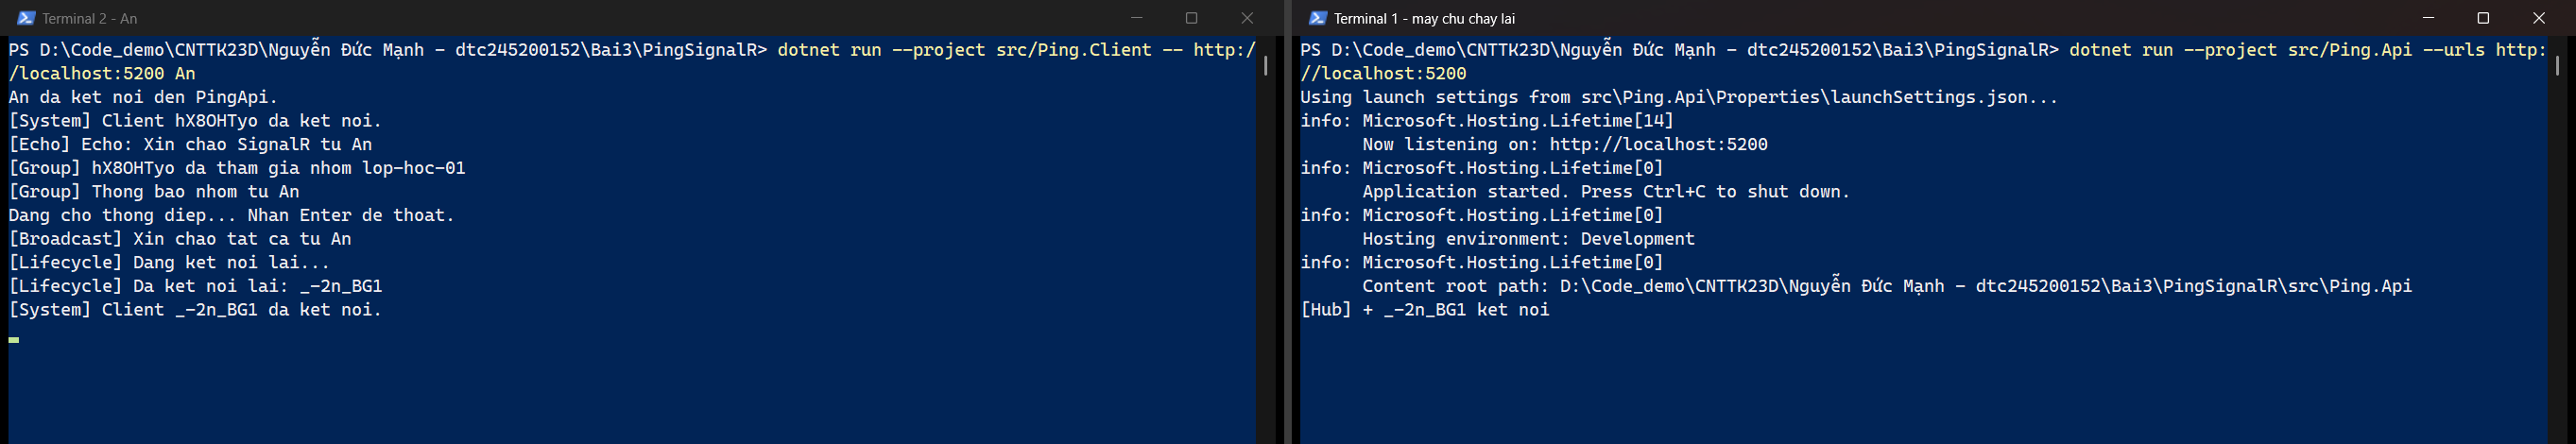 Terminal 2 - An
PS D:\Code_demo\CNTTK23D\Nguyễn Đức Mạnh - dtc245200152\Bai3\PingSignalR> dotnet run --project src/Ping.Client -- http:/
/localhost:5200 An
An da ket noi den PingApi.
[System] Client hX8OHTyo da ket noi.
[Echo] Echo: Xin chao SignalR tu An
[Group] hX8OHTyo da tham gia nhom lop-hoc-01
[Group] Thong bao nhom tu An
Dang cho thong diep... Nhan Enter de thoat.
[Broadcast] Xin chao tat ca tu An
[Lifecycle] Dang ket noi lai...
[Lifecycle] Da ket noi lai: _-2n_BG1
[System] Client _-2n_BG1 da ket noi.
Terminal 1 - may chu chay lai
PS D:\Code_demo\CNTTK23D\Nguyễn Đức Mạnh - dtc245200152\Bai3\PingSignalR> dotnet run --project src/Ping.Api --urls http:
//localhost:5200
Using launch settings from src\Ping.Api\Properties\launchSettings.json...
info: Microsoft.Hosting.Lifetime[14]
Now listening on: http://localhost:5200
info: Microsoft.Hosting.Lifetime[0]
Application started. Press Ctrl+C to shut down.
info: Microsoft.Hosting.Lifetime[0]
Hosting environment: Development
info: Microsoft.Hosting.Lifetime[0]
Content root path: D:\Code_demo\CNTTK23D\Nguyễn Đức Mạnh - dtc245200152\Bai3\PingSignalR\src\Ping.Api
[Hub] + _-2n_BG1 ket noi